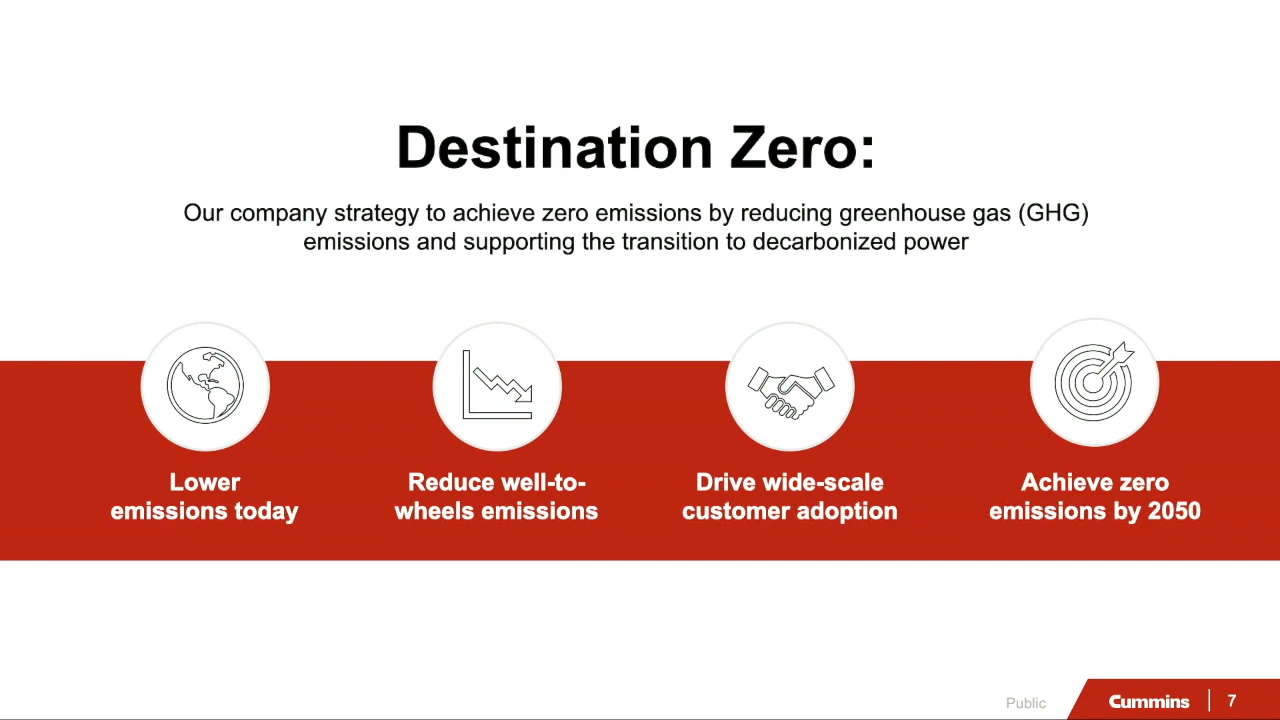 Destination Zero:
Our company strategy to achieve zero emissions by reducing greenhouse gas (GHG)
emissions and supporting the transition to decarbonized power
Lower
emissions today
Reduce well-to-
wheels emissions
Drive wide-scale
customer adoption
Achieve zero
emissions by 2050
Public
Cummins
7